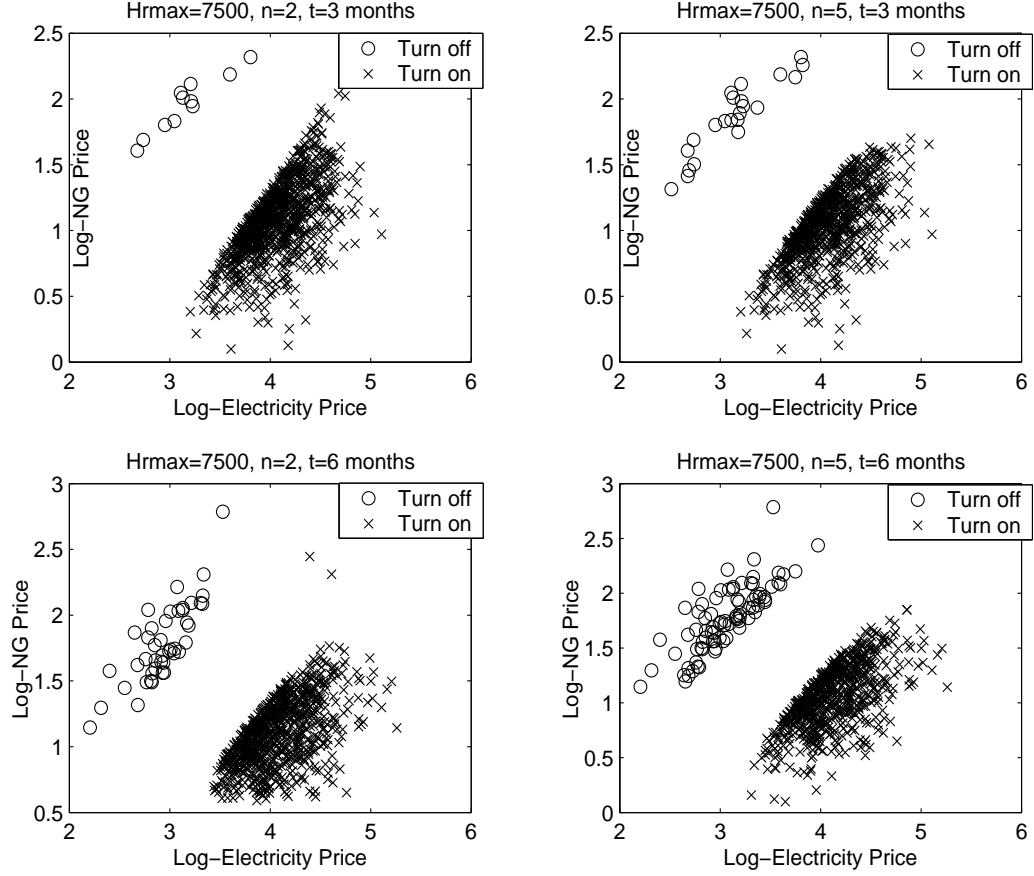 Hrmax=7500, n=2, t=3 months
2.5
2
1.5
1
0.5
0
2
3
4
5
6
Log−NG Price
Log−Electricity Price
Turn off
Turn on
Hrmax=7500, n=5, t=3 months
2.5
2
1.5
1
0.5
0
2
3
4
5
6
Log−NG Price
Log−Electricity Price
Turn off
Turn on
Hrmax=7500, n=2, t=6 months
3
2.5
2
1.5
1
0.5
2
3
4
5
6
Log−NG Price
Log−Electricity Price
Turn off
Turn on
Hrmax=7500, n=5, t=6 months
3
2.5
2
1.5
1
0.5
0
2
3
4
5
6
Log−NG Price
Log−Electricity Price
Turn off
Turn on